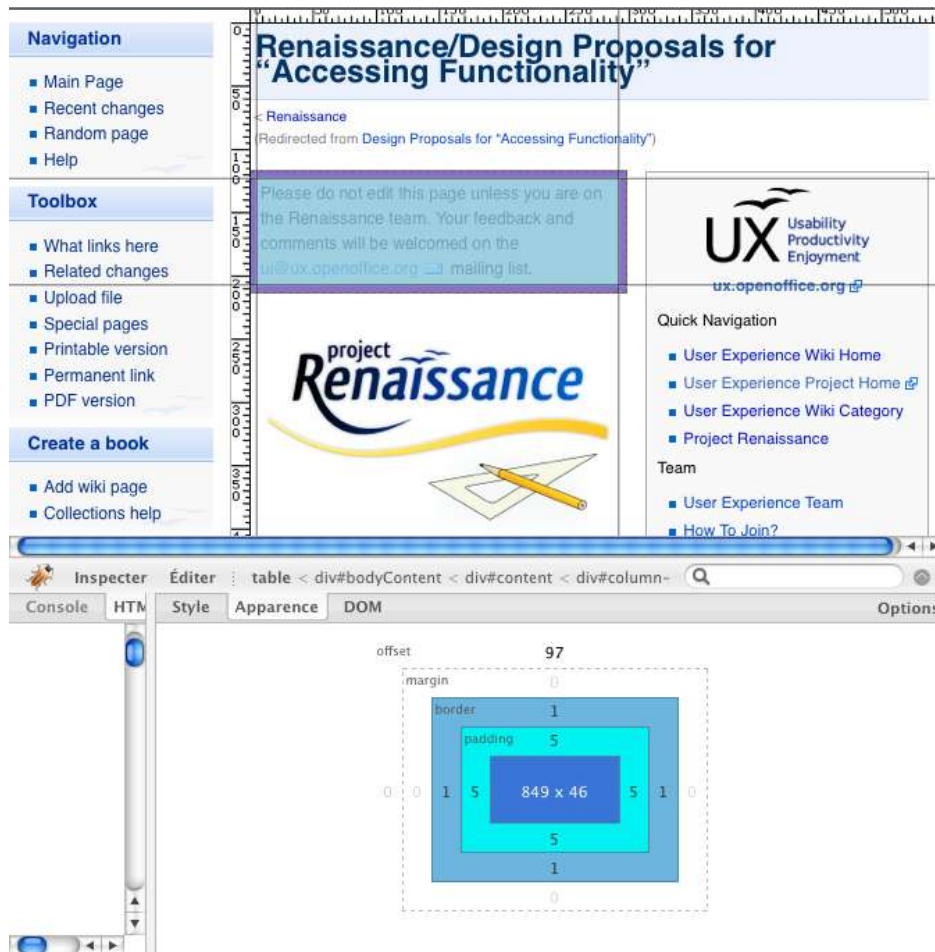 Navigation
Main Page
Recent changes
Random page
Help
Toolbox
What links here
Related changes
Upload file
Special pages
Printable version
Permanent link
PDF version
Create a book
Add wiki page
Collections help
Renaissance/Design Proposals for
“Accessing Functionality”
< Renaissance
(Redirected from Design Proposals for “Accessing Functionality”)
Please do not edit this page unless you are on
the Renaissance team. Your feedback and
comments will be welcomed on the
ui@ux.openoffice.org mailing list.
project
Renaissance
UX Usability
Productivity
Enjoyment
ux.openoffice.org
Quick Navigation
User Experience Wiki Home
User Experience Project Home
User Experience Wiki Category
Project Renaissance
Team
User Experience Team
How To Join?
Inspecter Éditer table < div#bodyContent < div#content < div#column-
Console HTM Style Apparence DOM Options
offset 97
margin 0
border 1
padding 5
0 0 1 5 849 x 46 5 1 0
5
1
0